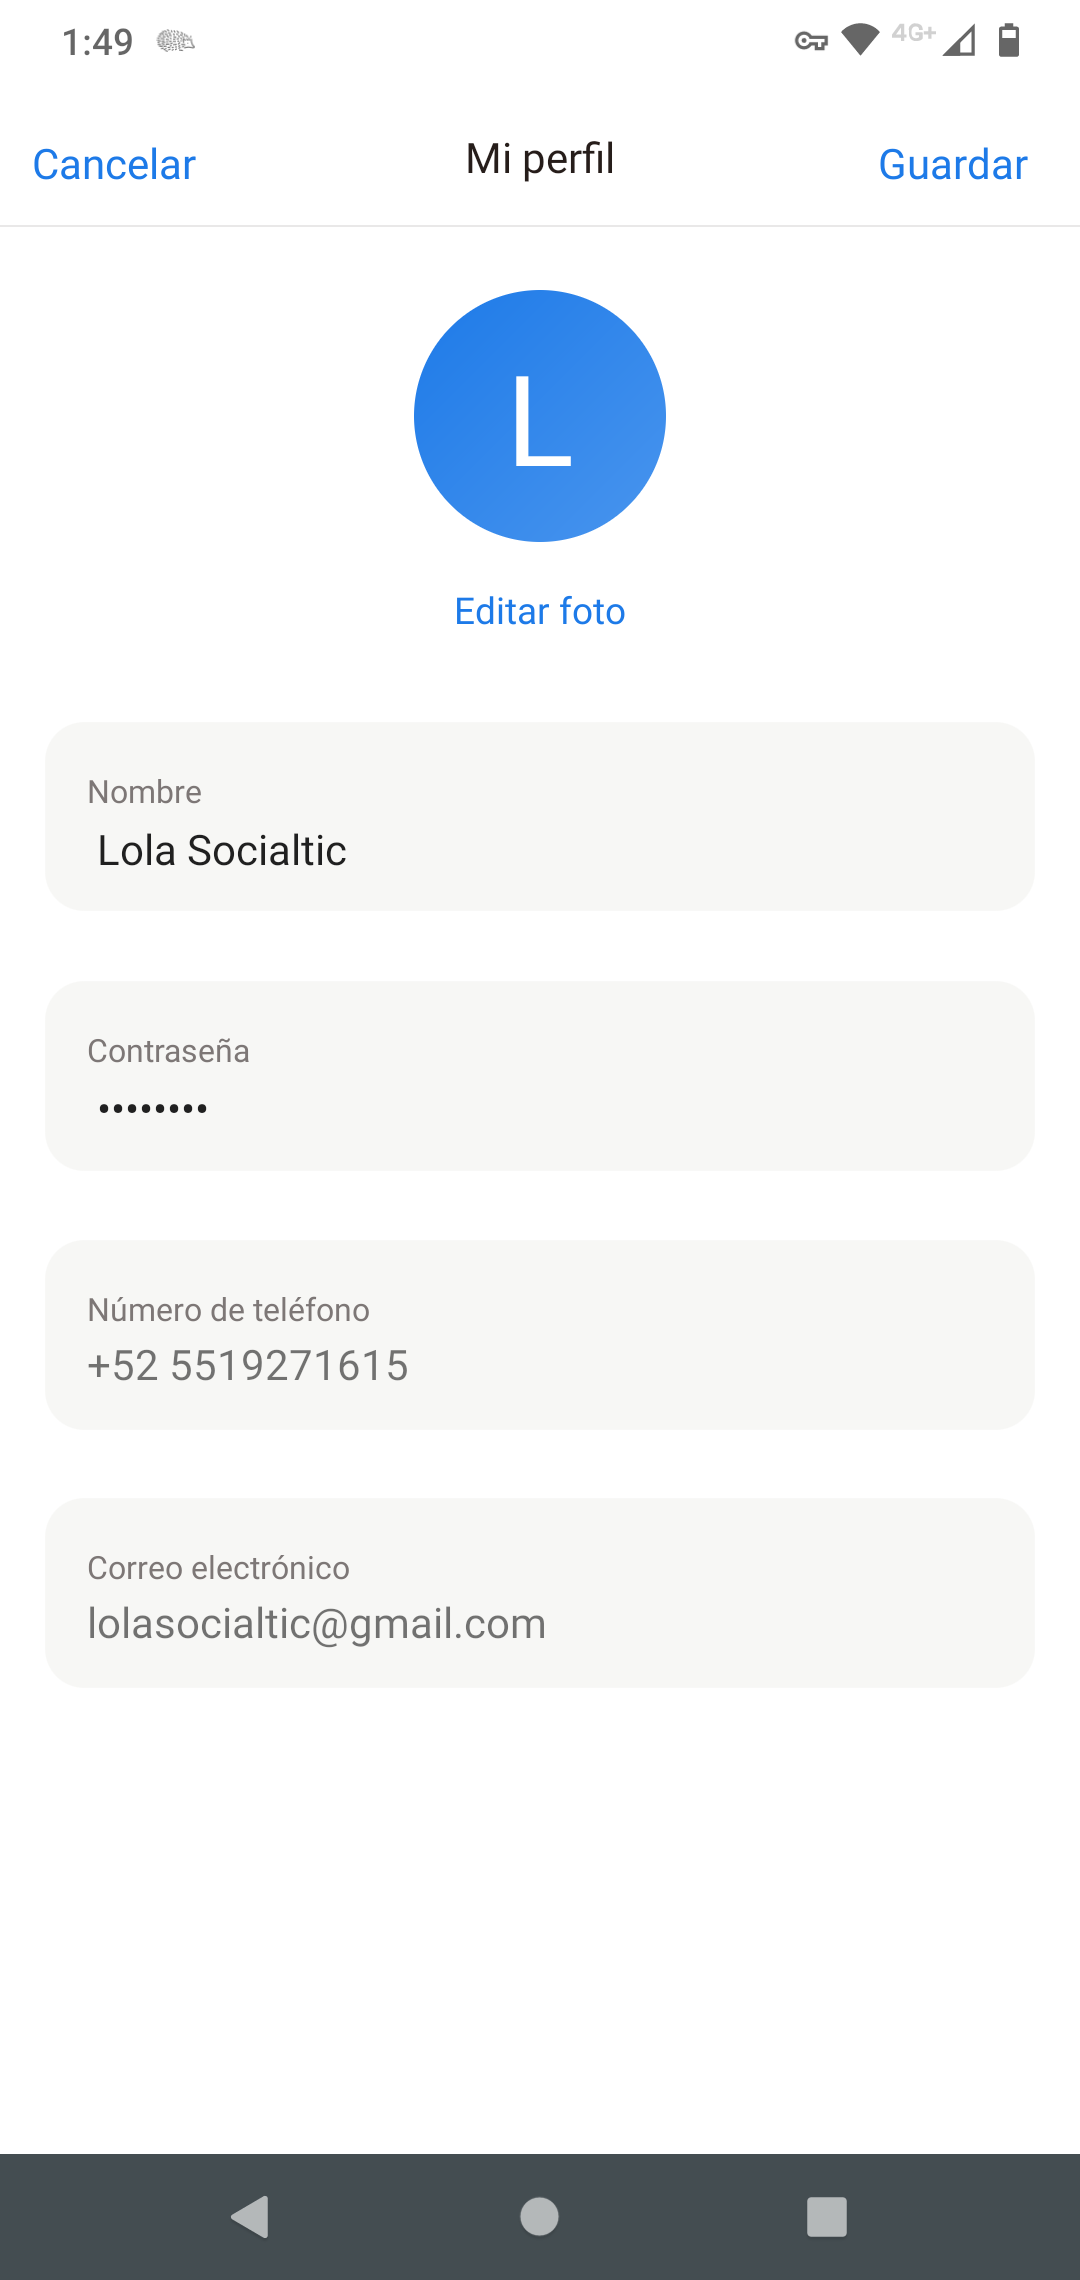 1:49
4G+
Cancelar
Mi perfil
Guardar
L
Editar foto
Nombre
Lola Socialtic
Contraseña
••••••••
Número de teléfono
+52 5519271615
Correo electrónico
lolasocialtic@gmail.com